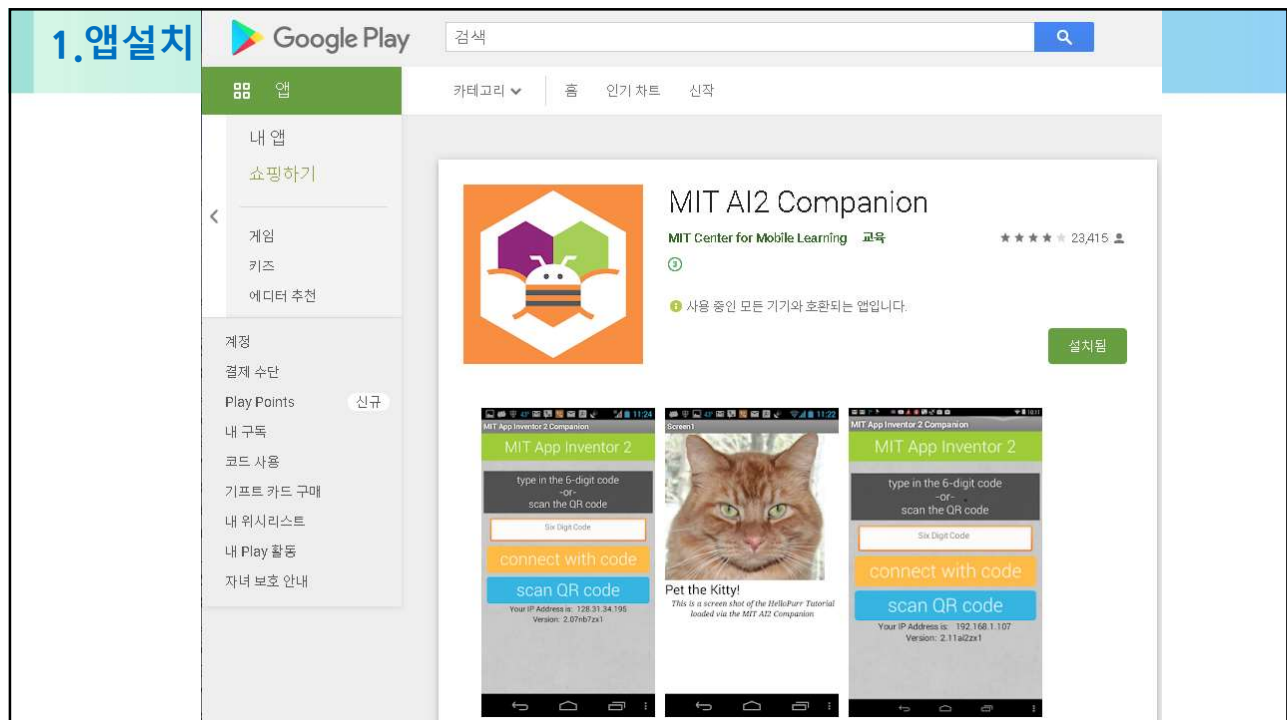 1.앱설치
Google Play
검색
앱
카테고리
홈
인기 차트
신작
내 앱
쇼핑하기
게임
키즈
에디터 추천
계정
결제 수단
Play Points 신규
내 구독
코드 사용
기프트 카드 구매
내 위시리스트
내 Play 활동
자녀 보호 안내
MIT AI2 Companion
MIT Center for Mobile Learning 교육
23,415
3
사용 중인 모든 기기와 호환되는 앱입니다.
설치됨
11:24
MIT App Inventor 2 Companion
MIT App Inventor 2
type in the 6-digit code
-or-
scan the QR code
Six Digit Code
connect with code
scan QR code
Your IP Address is: 128.31.34.195
Version: 2.07nb7zx1
11:22
Screen1
Pet the Kitty!
This is a screen shot of the HelloPurr Tutorial
loaded via the MIT AI2 Companion
MIT App Inventor 2 Companion
MIT App Inventor 2
type in the 6-digit code
-or-
scan the QR code
Six Digit Code
connect with code
scan QR code
Your IP Address is: 192.168.1.107
Version: 2.11ai2zx1